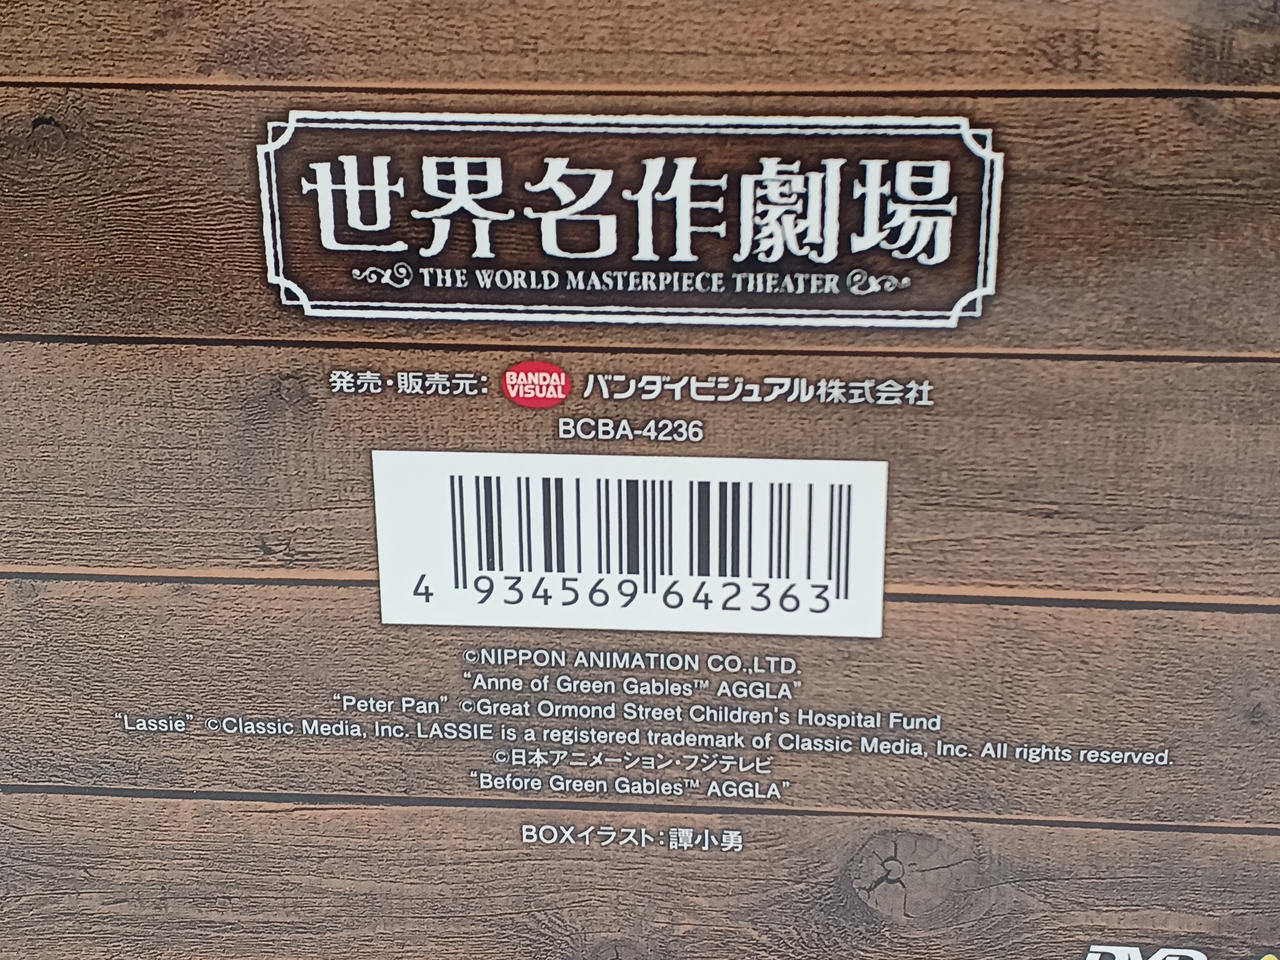 世界名作劇場
THE WORLD MASTERPIECE THEATER
発売・販売元: BANDAI VISUAL バンダイビジュアル株式会社
BCBA-4236
4 934569 642363
©NIPPON ANIMATION CO.,LTD.
“Anne of Green Gables™ AGGLA”
“Peter Pan” ©Great Ormond Street Children's Hospital Fund
“Lassie” ©Classic Media, Inc. LASSIE is a registered trademark of Classic Media, Inc. All rights reserved.
©日本アニメーション・フジテレビ
“Before Green Gables™ AGGLA”
BOXイラスト:譚小勇
DVD